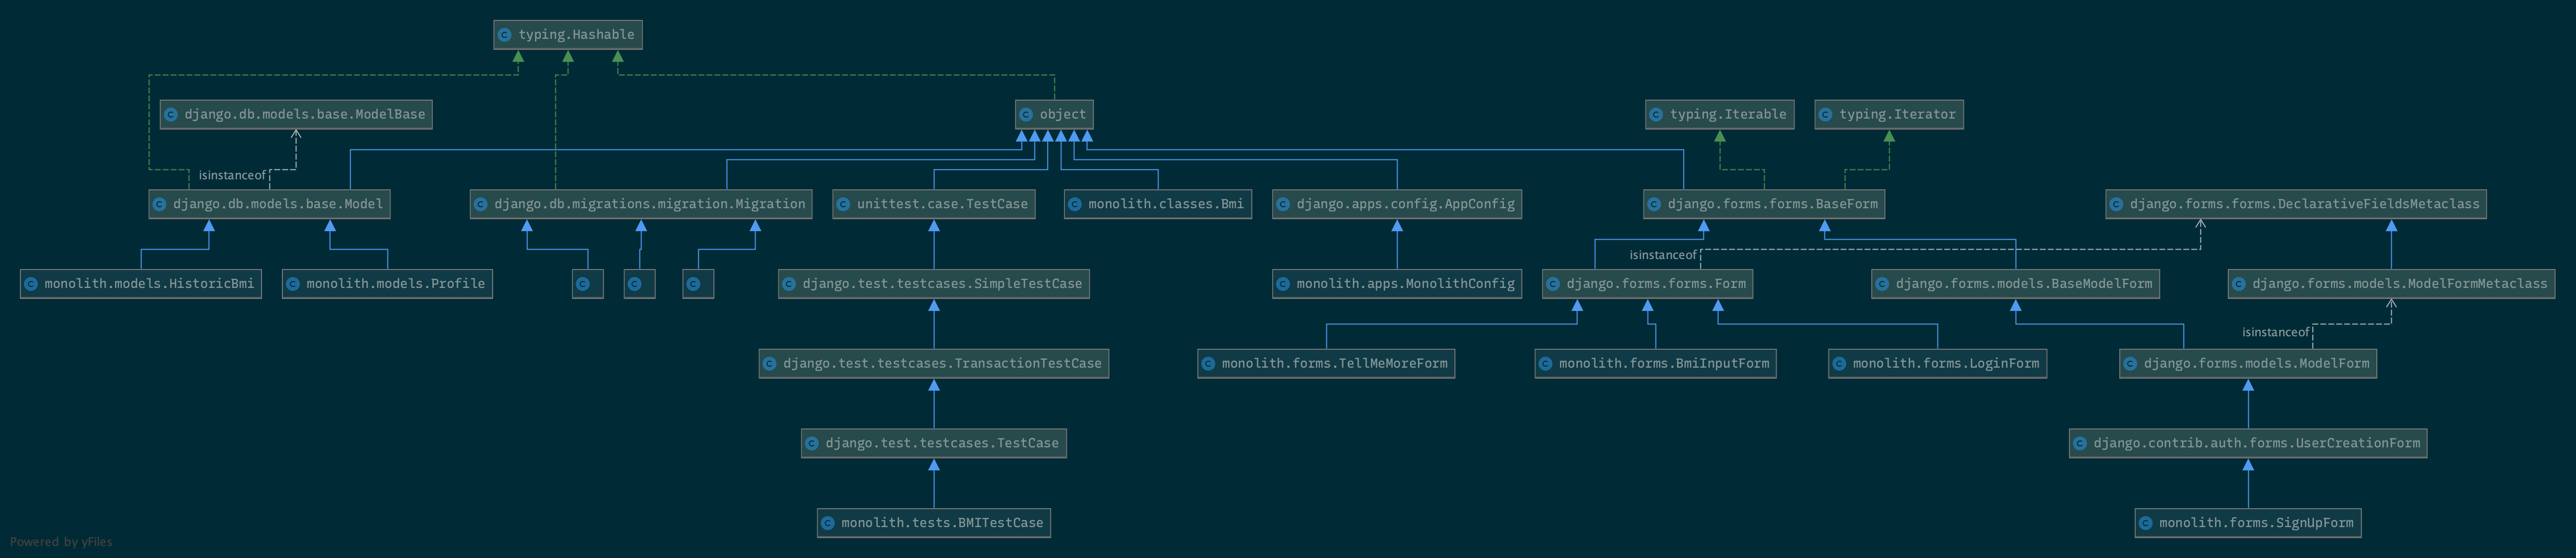 typing.Hashable
django.db.models.base.ModelBase
object
typing.Iterable
typing.Iterator
isinstanceof
django.db.models.base.Model
django.db.migrations.migration.Migration
unittest.case.TestCase
monolith.classes.Bmi
django.apps.config.AppConfig
django.forms.forms.BaseForm
django.forms.forms.DeclarativeFieldsMetaclass
isinstanceof
monolith.models.HistoricBmi
monolith.models.Profile
django.test.testcases.SimpleTestCase
monolith.apps.MonolithConfig
django.forms.forms.Form
django.forms.models.BaseModelForm
django.forms.models.ModelFormMetaclass
isinstanceof
django.test.testcases.TransactionTestCase
monolith.forms.TellMeMoreForm
monolith.forms.BmiInputForm
monolith.forms.LoginForm
django.forms.models.ModelForm
django.test.testcases.TestCase
django.contrib.auth.forms.UserCreationForm
monolith.tests.BMITestCase
monolith.forms.SignUpForm
Powered by yFiles